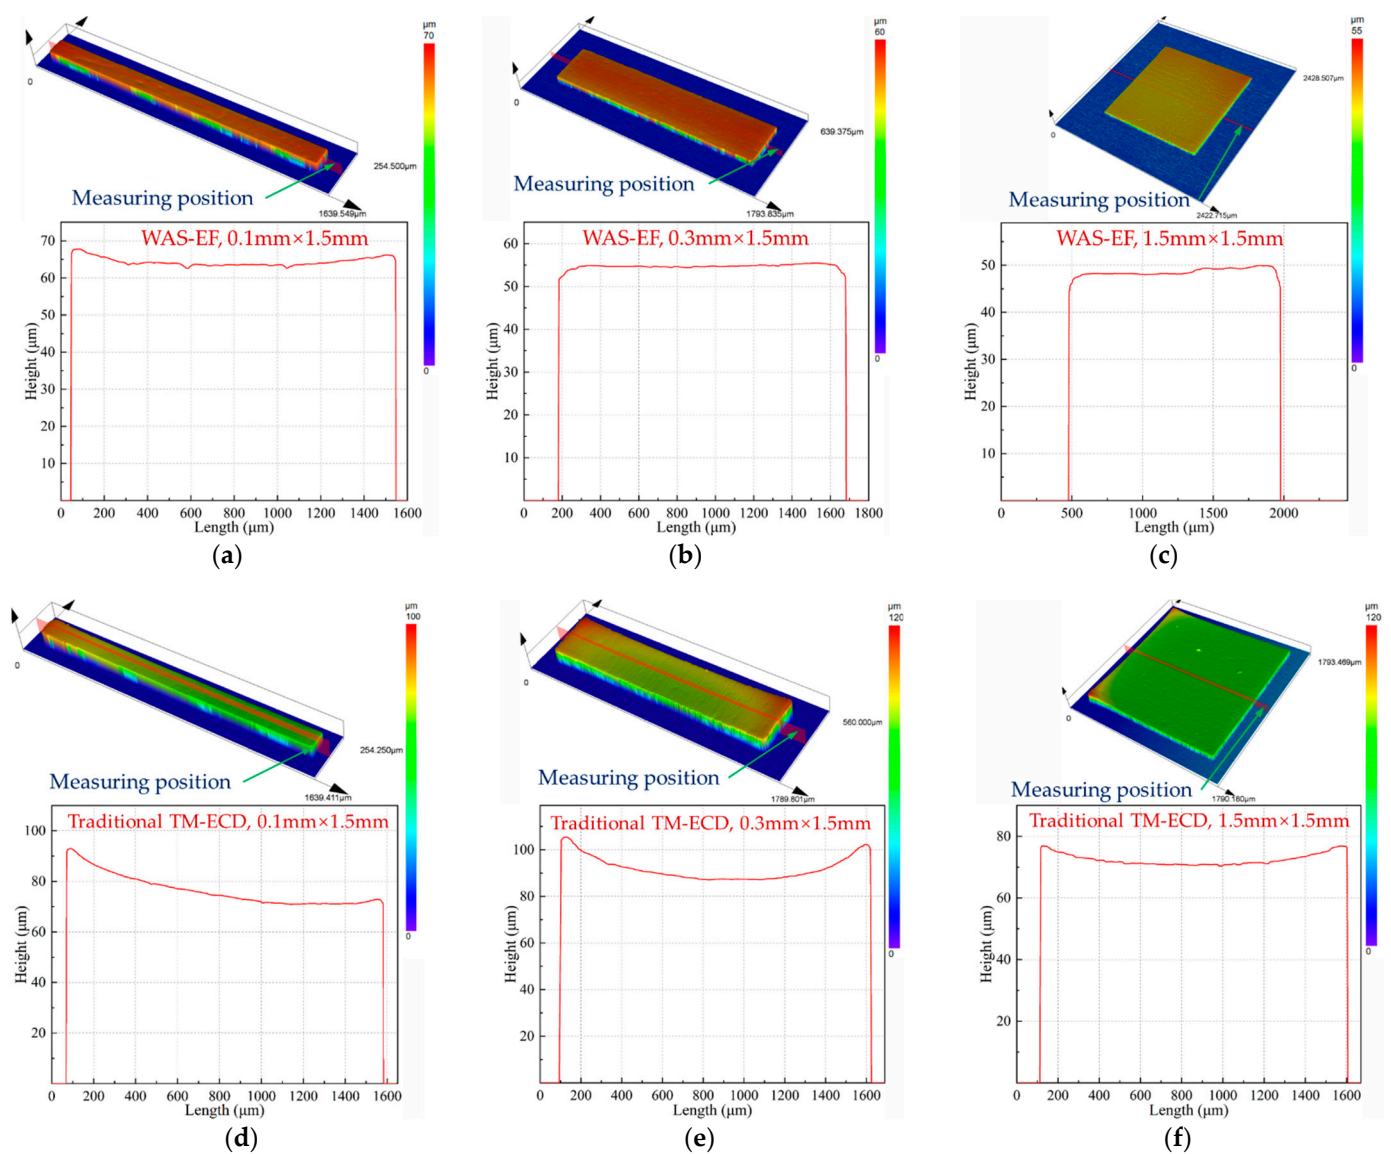 μm
70
0
0
254.500μm
Measuring position
1639.549μm
WAS-EF, 0.1mm×1.5mm
70
60
50
40
30
20
10
Height (μm)
0 200 400 600 800 1000 1200 1400 1600
Length (μm)
(a)
μm
60
0
0
639.375μm
Measuring position
1793.835μm
WAS-EF, 0.3mm×1.5mm
60
50
40
30
20
10
Height (μm)
0 200 400 600 800 1000 1200 1400 1600 1800
Length (μm)
(b)
μm
55
0
0
2428.507μm
Measuring position
2422.715μm
WAS-EF, 1.5mm×1.5mm
50
40
30
20
10
Height (μm)
0 500 1000 1500 2000
Length (μm)
(c)
μm
100
0
0
254.250μm
Measuring position
1639.411μm
Traditional TM-ECD, 0.1mm×1.5mm
100
80
60
40
20
Height (μm)
0 200 400 600 800 1000 1200 1400 1600
Length (μm)
(d)
μm
120
0
0
560.000μm
Measuring position
1789.601μm
Traditional TM-ECD, 0.3mm×1.5mm
100
80
60
40
20
Height (μm)
0 200 400 600 800 1000 1200 1400 1600
Length (μm)
(e)
μm
120
0
0
1793.469μm
Measuring position
1790.160μm
Traditional TM-ECD, 1.5mm×1.5mm
80
60
40
20
Height (μm)
0 200 400 600 800 1000 1200 1400 1600
Length (μm)
(f)